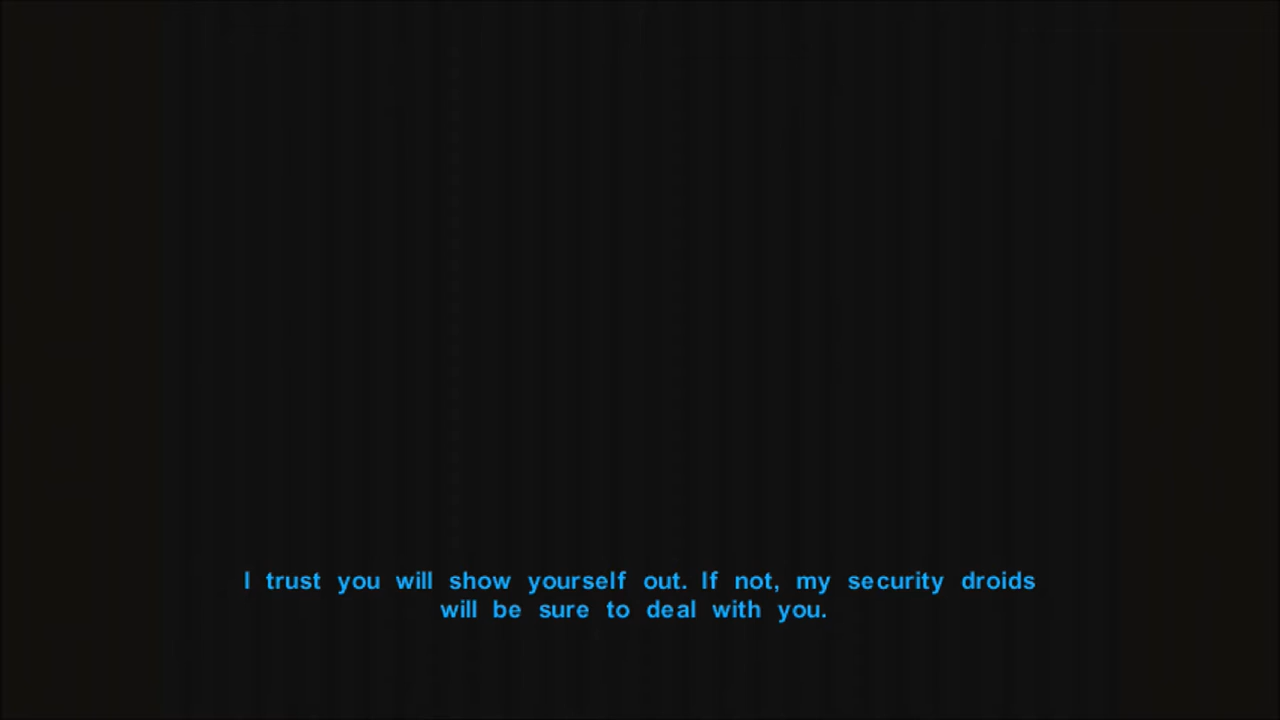 I trust you will show yourself out. If not, my security droids
will be sure to deal with you.